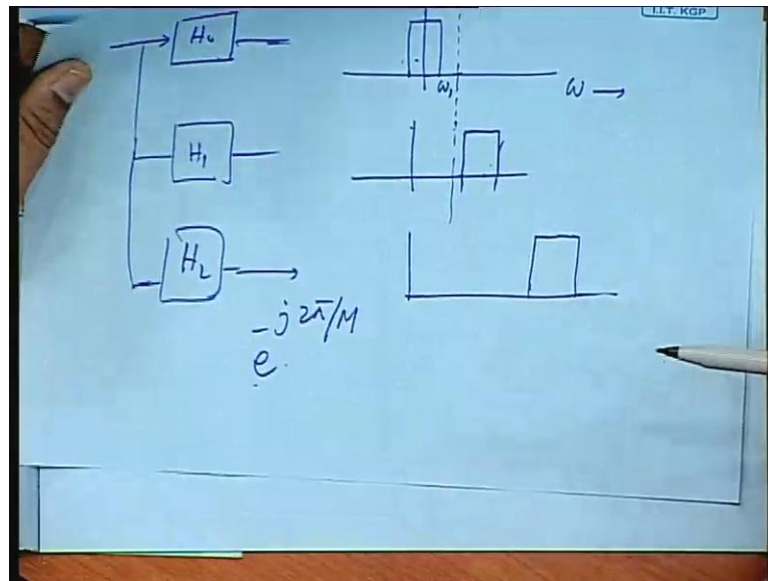 I.I.T. KGP
H₀
ω₁
ω →
H₁
H₂
e^{-j2π/M}